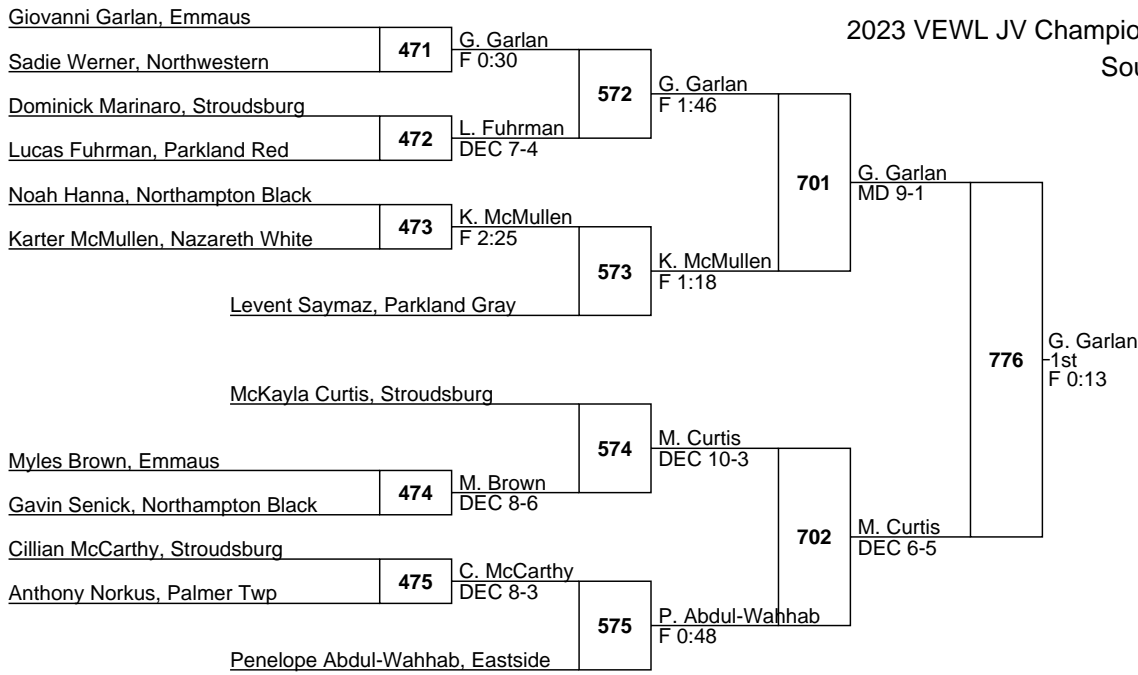 Giovanni Garlan, Emmaus
2023 VEWL JV Champio
Sou
471
G. Garlan
F 0:30
Sadie Werner, Northwestern
572
G. Garlan
F 1:46
Dominick Marinaro, Stroudsburg
472
L. Fuhrman
DEC 7-4
Lucas Fuhrman, Parkland Red
701
G. Garlan
MD 9-1
Noah Hanna, Northampton Black
473
K. McMullen
F 2:25
Karter McMullen, Nazareth White
573
K. McMullen
F 1:18
Levent Saymaz, Parkland Gray
776
G. Garlan
1st
F 0:13
McKayla Curtis, Stroudsburg
574
M. Curtis
DEC 10-3
Myles Brown, Emmaus
474
M. Brown
DEC 8-6
Gavin Senick, Northampton Black
702
M. Curtis
DEC 6-5
Cillian McCarthy, Stroudsburg
475
C. McCarthy
DEC 8-3
Anthony Norkus, Palmer Twp
575
P. Abdul-Wahhab
F 0:48
Penelope Abdul-Wahhab, Eastside